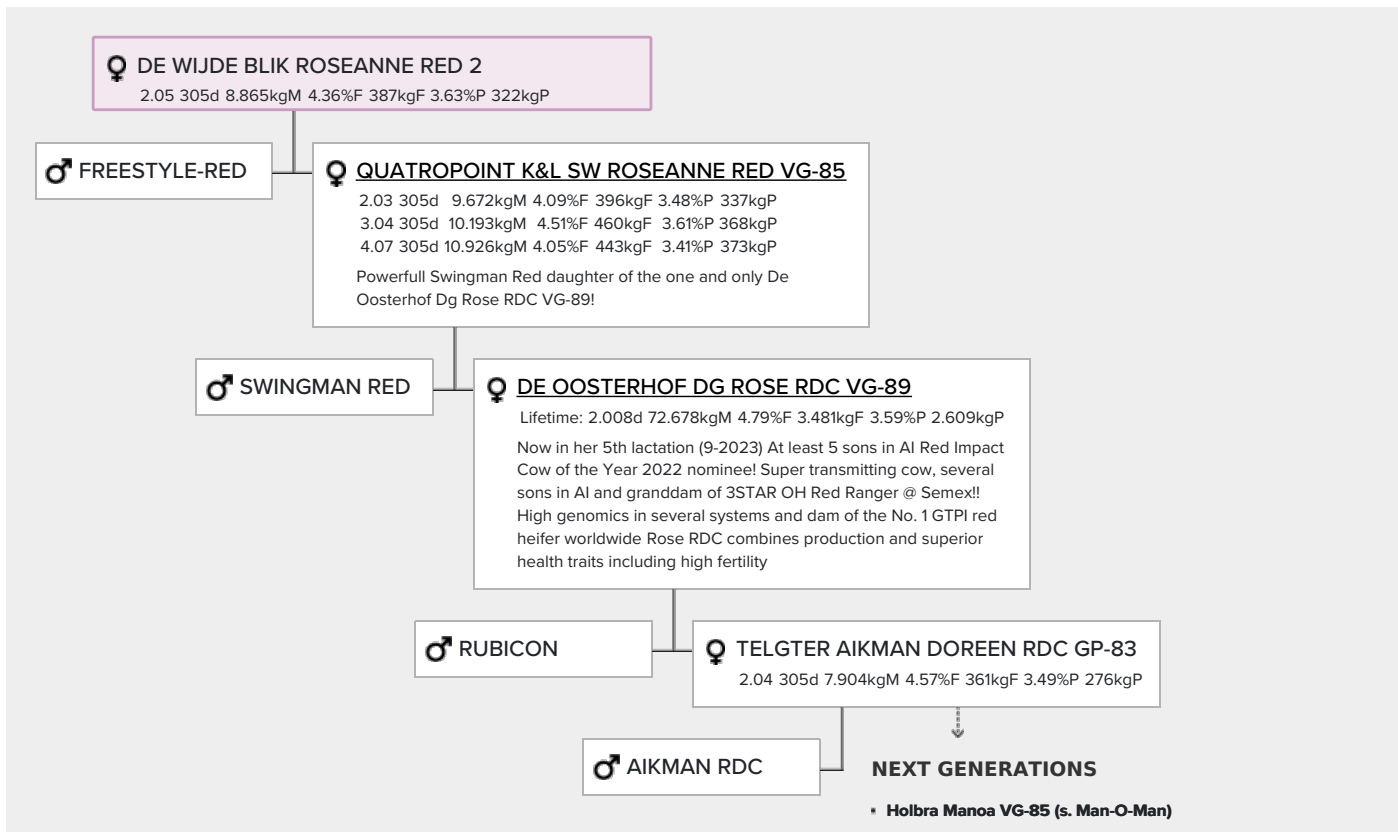 DE WIJDE BLIK ROSEANNE RED 2
2.05 305d 8.865kgM 4.36%F 387kgF 3.63%P 322kgP
FREESTYLE-RED
QUATROPOINT K&L SW ROSEANNE RED VG-85
2.03 305d 9.672kgM 4.09%F 396kgF 3.48%P 337kgP
3.04 305d 10.193kgM 4.51%F 460kgF 3.61%P 368kgP
4.07 305d 10.926kgM 4.05%F 443kgF 3.41%P 373kgP
Powerfull Swingman Red daughter of the one and only De
Oosterhof Dg Rose RDC VG-89!
SWINGMAN RED
DE OOSTERHOF DG ROSE RDC VG-89
Lifetime: 2.008d 72.678kgM 4.79%F 3.481kgF 3.59%P 2.609kgP
Now in her 5th lactation (9-2023) At least 5 sons in AI Red Impact
Cow of the Year 2022 nominee! Super transmitting cow, several
sons in AI and granddam of 3STAR OH Red Ranger @ Semex!!
High genomics in several systems and dam of the No. 1 GTPI red
heifer worldwide Rose RDC combines production and superior
health traits including high fertility
RUBICON
TELGTER AIKMAN DOREEN RDC GP-83
2.04 305d 7.904kgM 4.57%F 361kgF 3.49%P 276kgP
AIKMAN RDC
NEXT GENERATIONS
▪ Holbra Manoa VG-85 (s. Man-O-Man)